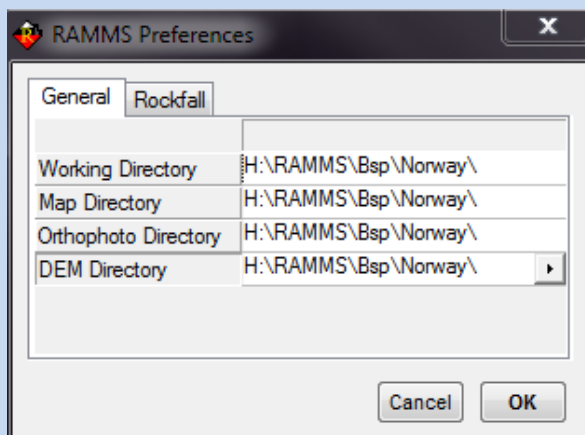 RAMMS Preferences
General Rockfall
Working Directory H:\RAMMS\Bsp\Norway\
Map Directory H:\RAMMS\Bsp\Norway\
Orthophoto Directory H:\RAMMS\Bsp\Norway\
DEM Directory H:\RAMMS\Bsp\Norway\
Cancel OK